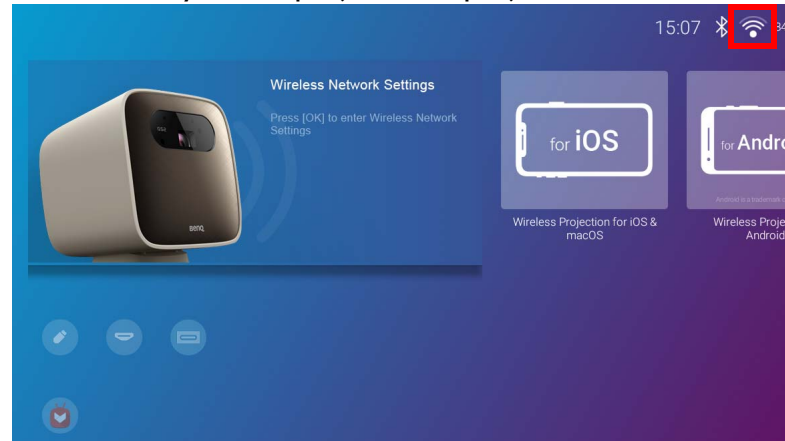 15:07
Wireless Network Settings
Press [OK] to enter Wireless Network
Settings
BenQ
for iOS
for Andro
Wireless Projection for iOS &
macOS
Wireless Proje
Android